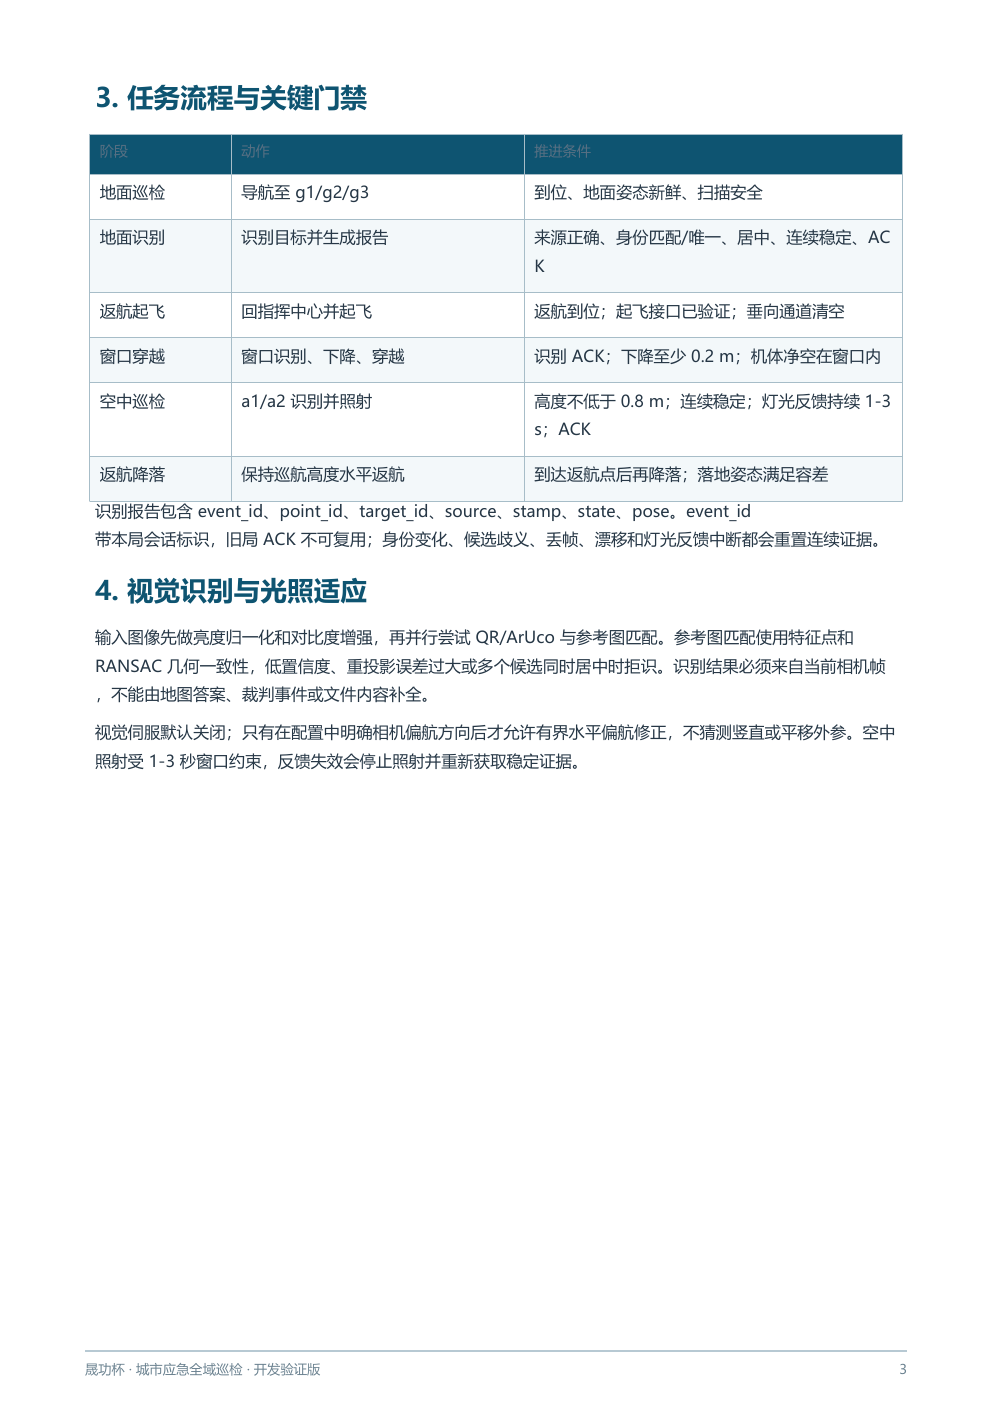 3. 任务流程与关键门禁
阶段 动作 推进条件
地面巡检 导航至 g1/g2/g3 到位、地面姿态新鲜、扫描安全
地面识别 识别目标并生成报告 来源正确、身份匹配/唯一、居中、连续稳定、AC
K
返航起飞 回指挥中心并起飞 返航到位；起飞接口已验证；垂向通道清空
窗口穿越 窗口识别、下降、穿越 识别 ACK；下降至少 0.2 m；机体净空在窗口内
空中巡检 a1/a2 识别并照射 高度不低于 0.8 m；连续稳定；灯光反馈持续 1-3
s；ACK
返航降落 保持巡航高度水平返航 到达返航点后再降落；落地姿态满足容差
识别报告包含 event_id、point_id、target_id、source、stamp、state、pose。event_id
带本局会话标识，旧局 ACK 不可复用；身份变化、候选歧义、丢帧、漂移和灯光反馈中断都会重置连续证据。
4. 视觉识别与光照适应
输入图像先做亮度归一化和对比度增强，再并行尝试 QR/ArUco 与参考图匹配。参考图匹配使用特征点和
RANSAC 几何一致性，低置信度、重投影误差过大或多个候选同时居中时拒识。识别结果必须来自当前相机帧
，不能由地图答案、裁判事件或文件内容补全。
视觉伺服默认关闭；只有在配置中明确相机偏航方向后才允许有界水平偏航修正，不猜测竖直或平移外参。空中
照射受 1-3 秒窗口约束，反馈失效会停止照射并重新获取稳定证据。
晟功杯 · 城市应急全域巡检 · 开发验证版 3